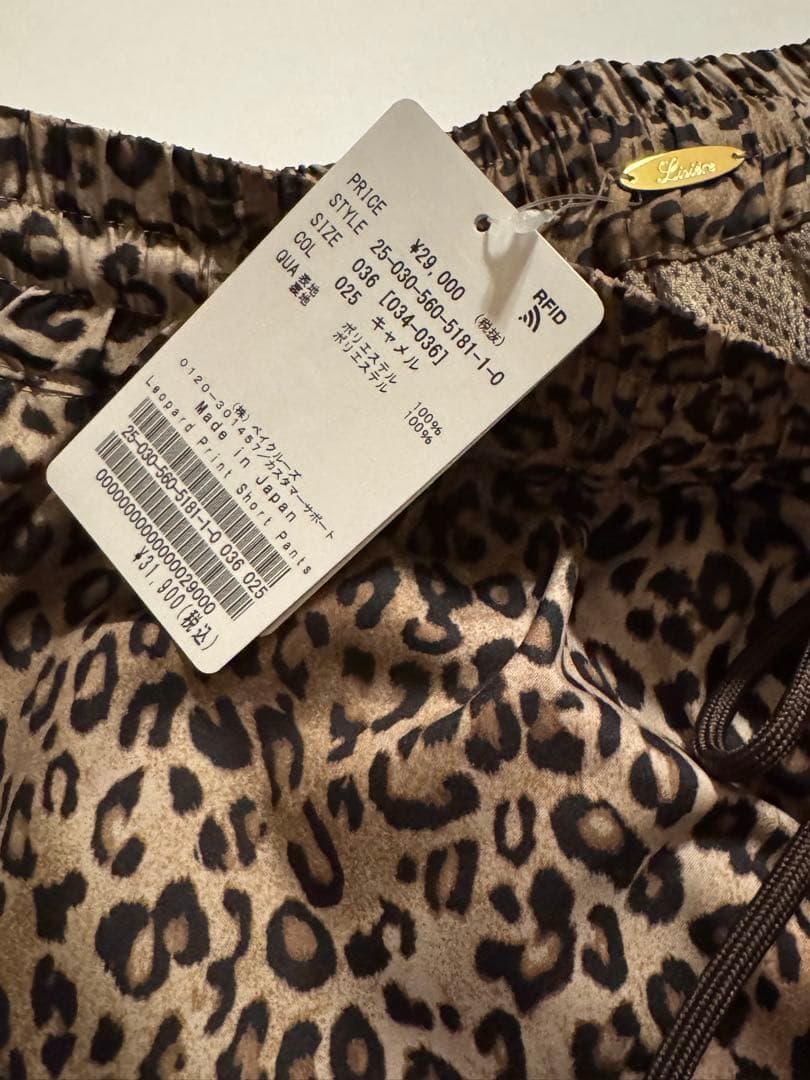 Lisière
RFID
PRICE ¥29,000 (税抜)
STYLE 25-030-560-5181-1-0
SIZE 036 [034-036]
COL 025 キャメル
QUA 表地 ポリエステル 100%
裏地 ポリエステル 100%
(株)ベイクルーズ
0120-301457/カスタマーサポート
Made in Japan
Leopard Print Short Pants
25-030-560-5181-1-0 036 025
0000000000000029000
¥31,900(税込)